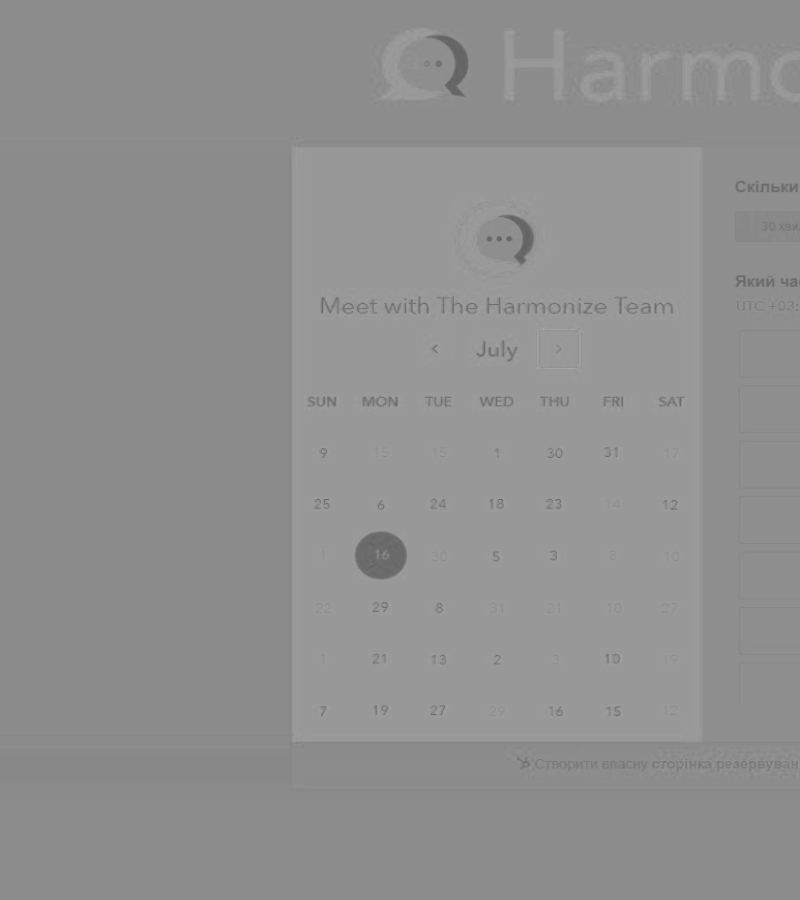 Harmo
Скільки
30 хви
Який ча
UTC +03:
Meet with The Harmonize Team
July
SUN MON TUE WED THU FRI SAT
9 15 15 1 30 31 17
25 6 24 18 23 14 12
1 16 30 5 3 8 10
22 29 8 31 21 18 27
1 21 13 2 3 10 19
7 19 27 29 16 15 12
Створити власну сторінка резервуван